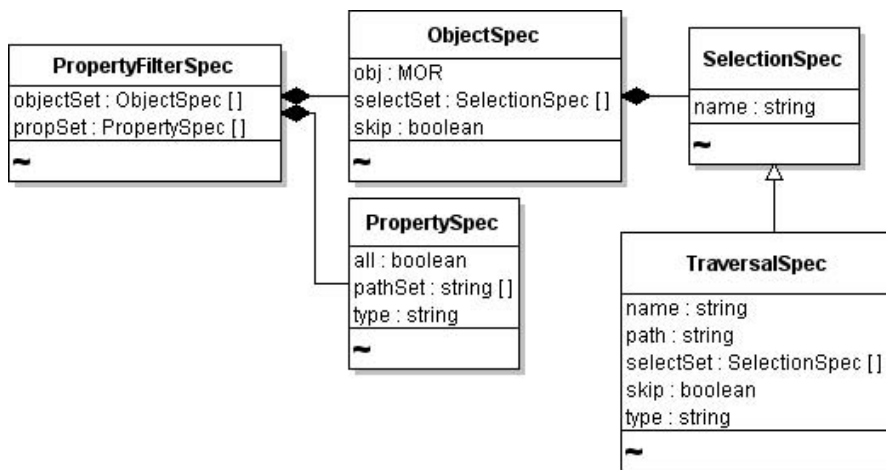 PropertyFilterSpec
objectSet : ObjectSpec [ ]
propSet : PropertySpec [ ]
~
ObjectSpec
obj : MOR
selectSet : SelectionSpec [ ]
skip : boolean
~
SelectionSpec
name : string
~
PropertySpec
all : boolean
pathSet : string [ ]
type : string
~
TraversalSpec
name : string
path : string
selectSet : SelectionSpec [ ]
skip : boolean
type : string
~